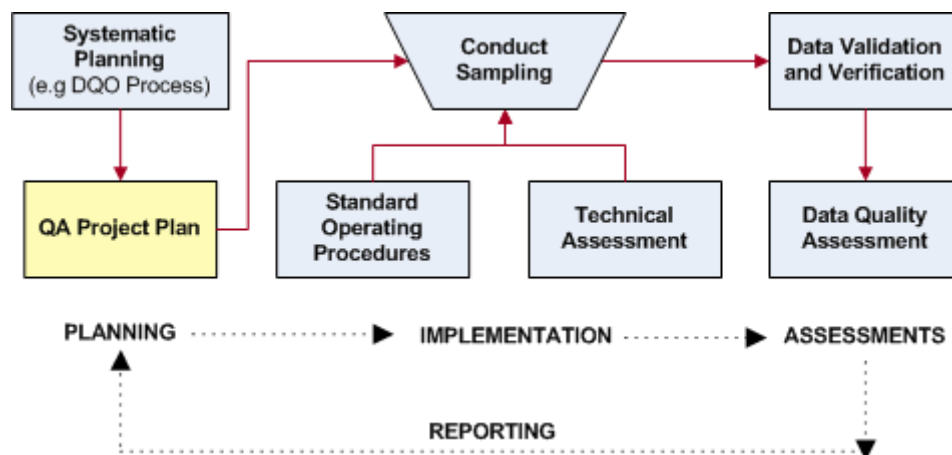 Systematic
Planning
(e.g DQO Process)
Conduct
Sampling
Data Validation
and Verification
QA Project Plan
Standard
Operating
Procedures
Technical
Assessment
Data Quality
Assessment
PLANNING
IMPLEMENTATION
ASSESSMENTS
REPORTING